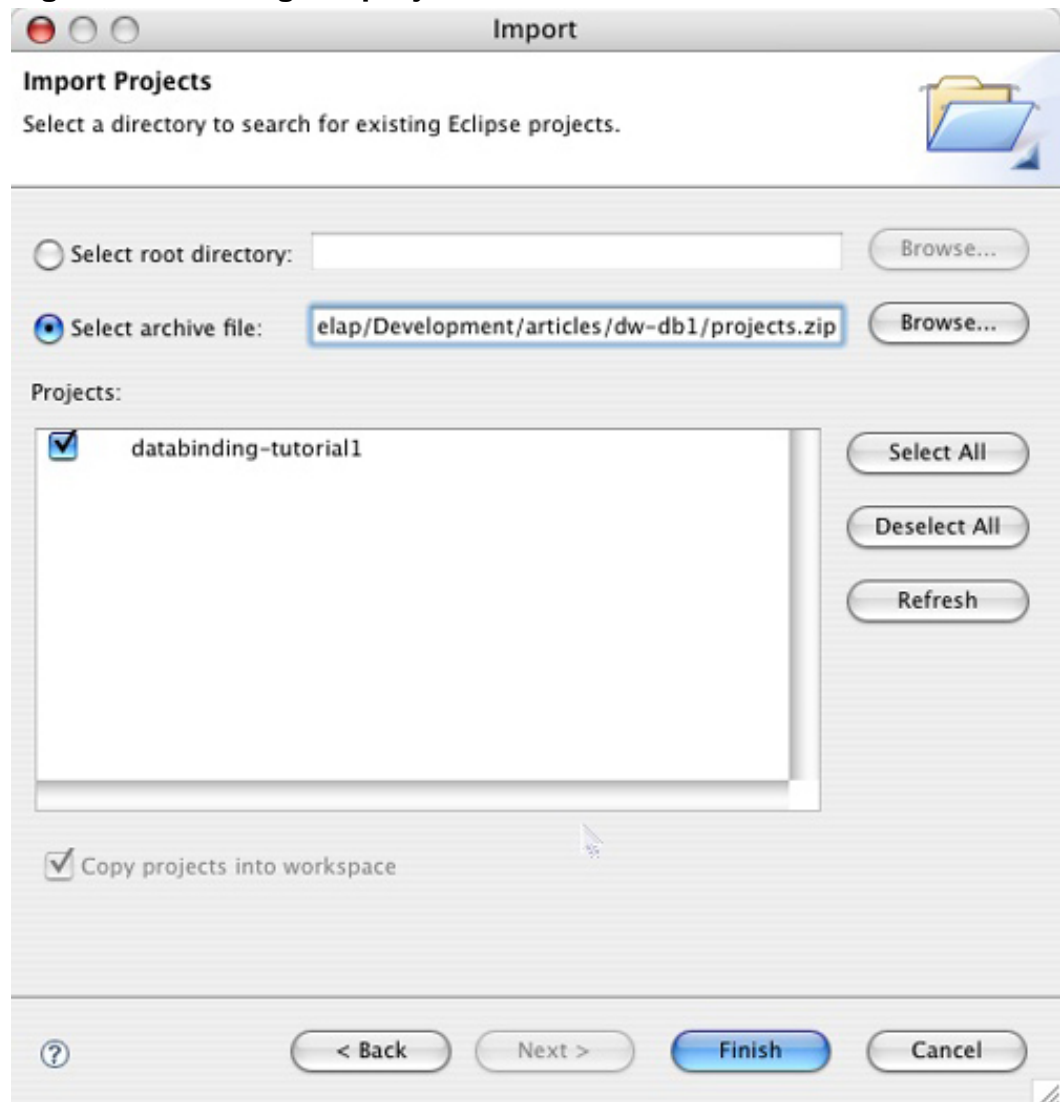 Import
Import Projects
Select a directory to search for existing Eclipse projects.
Select root directory:
Browse...
Select archive file: elap/Development/articles/dw-db1/projects.zip
Browse...
Projects:
databinding-tutorial1
Select All
Deselect All
Refresh
Copy projects into workspace
?
< Back
Next >
Finish
Cancel